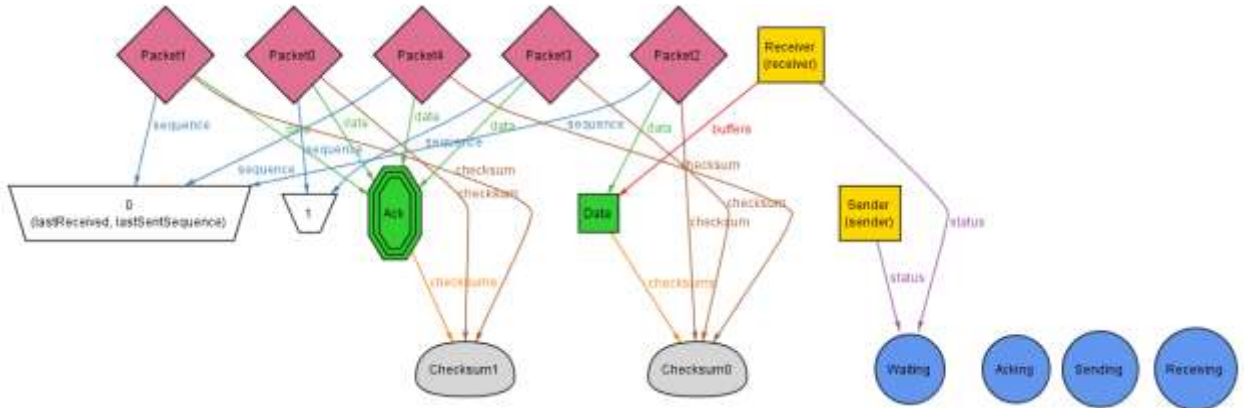 Packet1
Packet0
Packet4
Packet3
Packet2
Receiver
(receiver)
sequence
data
data
data
data
sequence
data
buffers
sequence
sequence
sequence
checksum
checksum
checksum
checksum
checksum
status
0
(lastReceived, lastSentSequence)
1
Ack
Data
Sender
(sender)
checksums
checksums
status
Checksum1
Checksum0
Waiting
Acking
Sending
Receiving